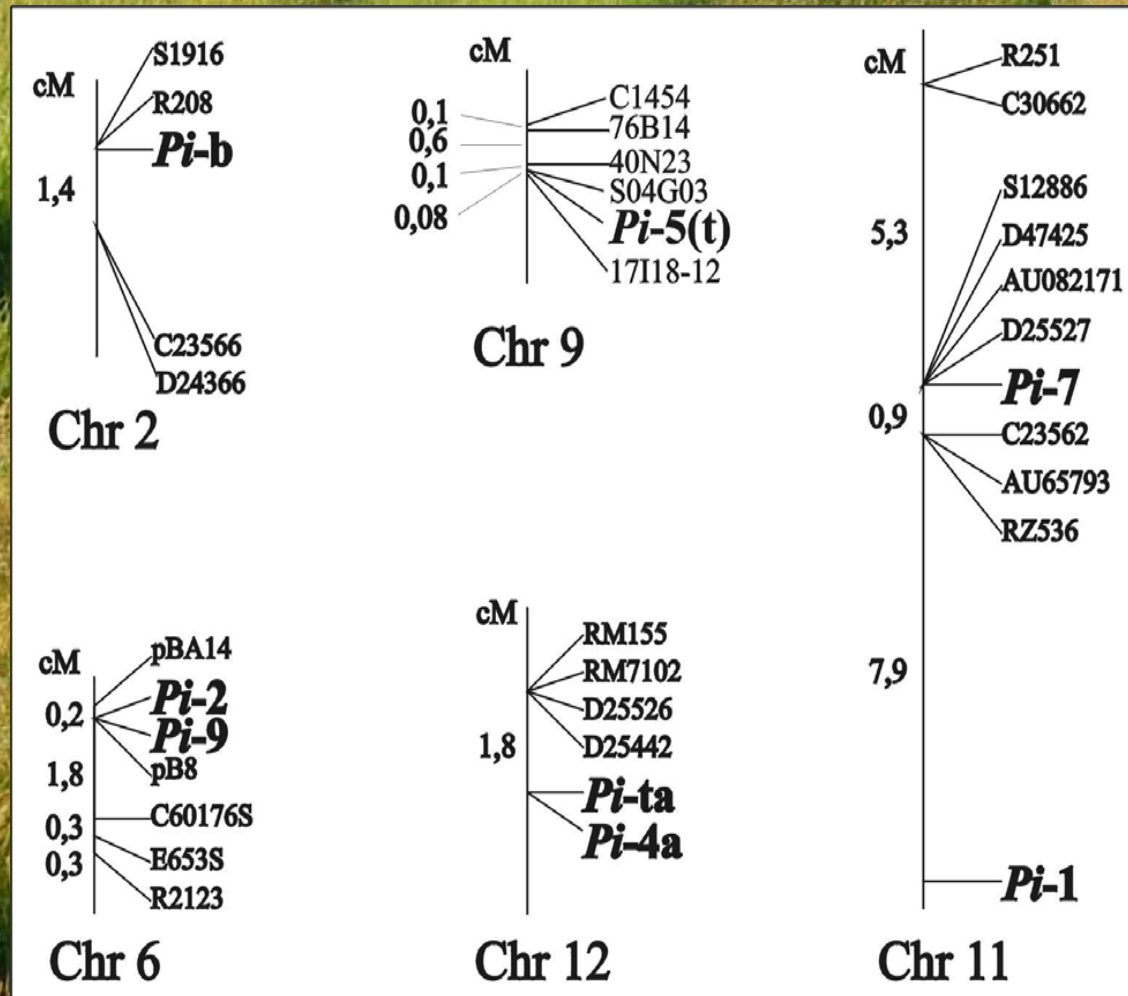 cM
S1916
R208
Pi-b
1,4
C23566
D24366
Chr 2
cM
0,1
0,6
0,1
0,08
C1454
76B14
40N23
S04G03
Pi-5(t)
17I18-12
Chr 9
cM
R251
C30662
5,3
S12886
D47425
AU082171
D25527
Pi-7
0,9
C23562
AU65793
RZ536
7,9
Pi-1
Chr 11
cM
pBA14
0,2
Pi-2
Pi-9
1,8
pB8
0,3
C60176S
0,3
E653S
R2123
Chr 6
cM
RM155
RM7102
D25526
1,8
D25442
Pi-ta
Pi-4a
Chr 12